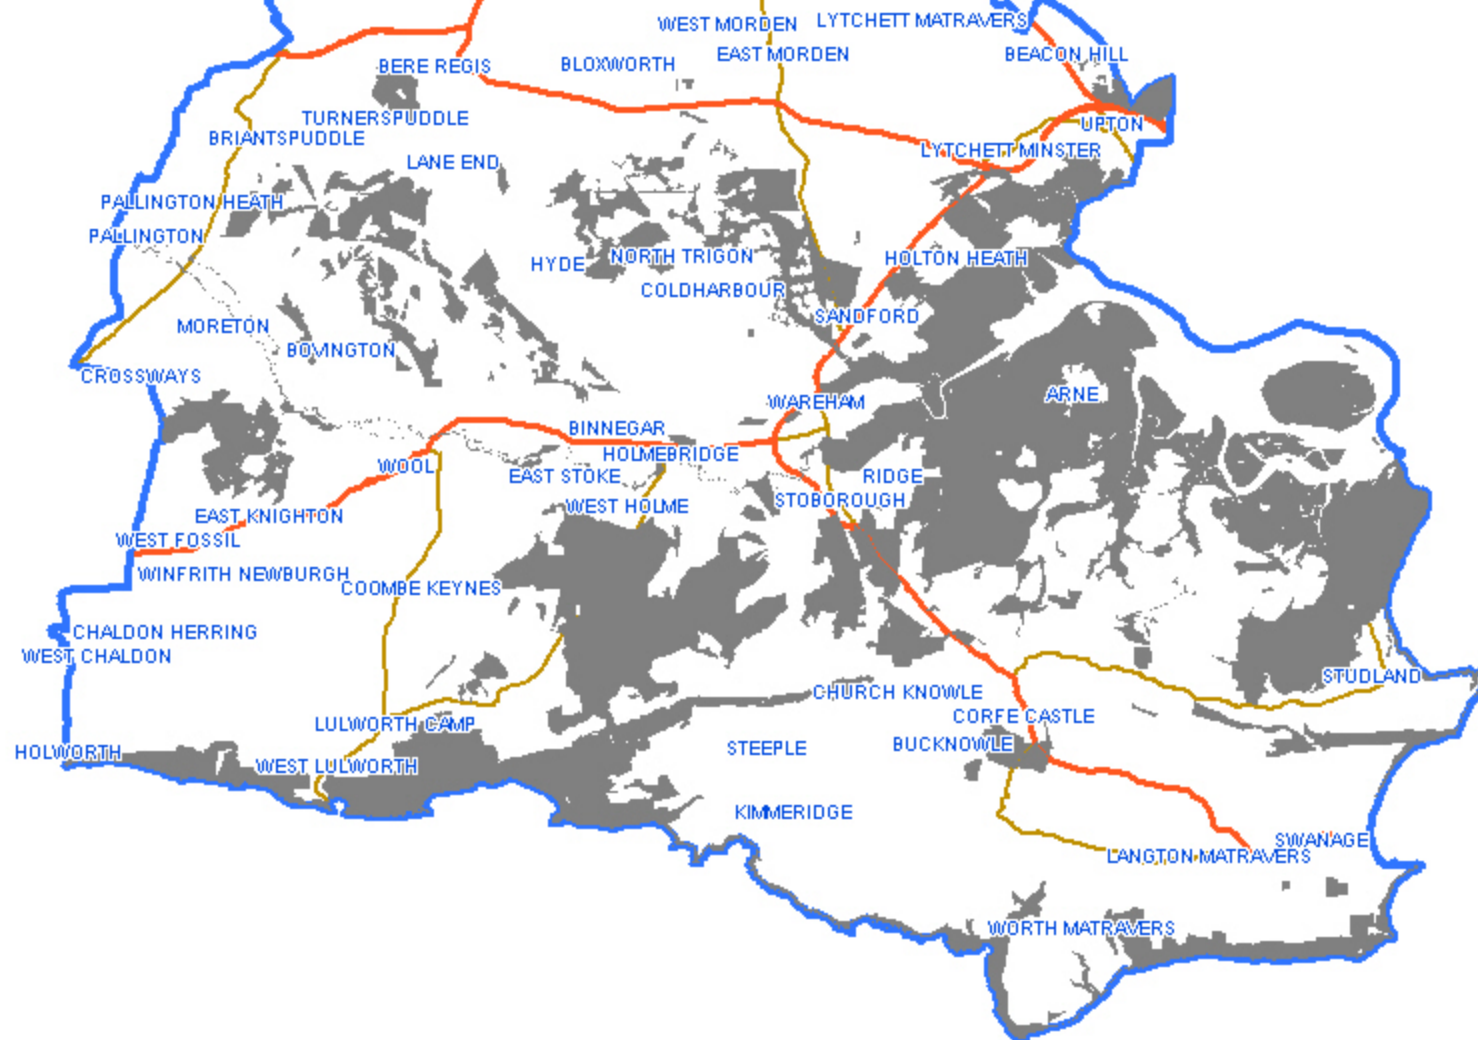 WEST MORDEN
LYTCHETT MATRAVERS
EAST MORDEN
BEACON HILL
BERE REGIS
BLOXWORTH
TURNERSPUDDLE
UPTON
BRIANTSPUDDLE
LYTCHETT MINSTER
LANE END
PALLINGTON HEATH
PALLINGTON
HYDE
NORTH TRIGON
HOLTON HEATH
COLDHARBOUR
SANDFORD
MORETON
BOVINGTON
CROSSWAYS
ARNE
WAREHAM
BINNEGAR
HOLMEBRIDGE
WOOL
EAST STOKE
RIDGE
STOBOROUGH
WEST HOLME
EAST KNIGHTON
WEST FOSSIL
WINFRITH NEWBURGH
COOMBE KEYNES
CHALDON HERRING
WEST CHALDON
STUDLAND
CHURCH KNOWLE
LULWORTH CAMP
CORFE CASTLE
HOLWORTH
STEEPLE
BUCKNOWLE
WEST LULWORTH
KIMMERIDGE
SWANAGE
LANGTON MATRAVERS
WORTH MATRAVERS